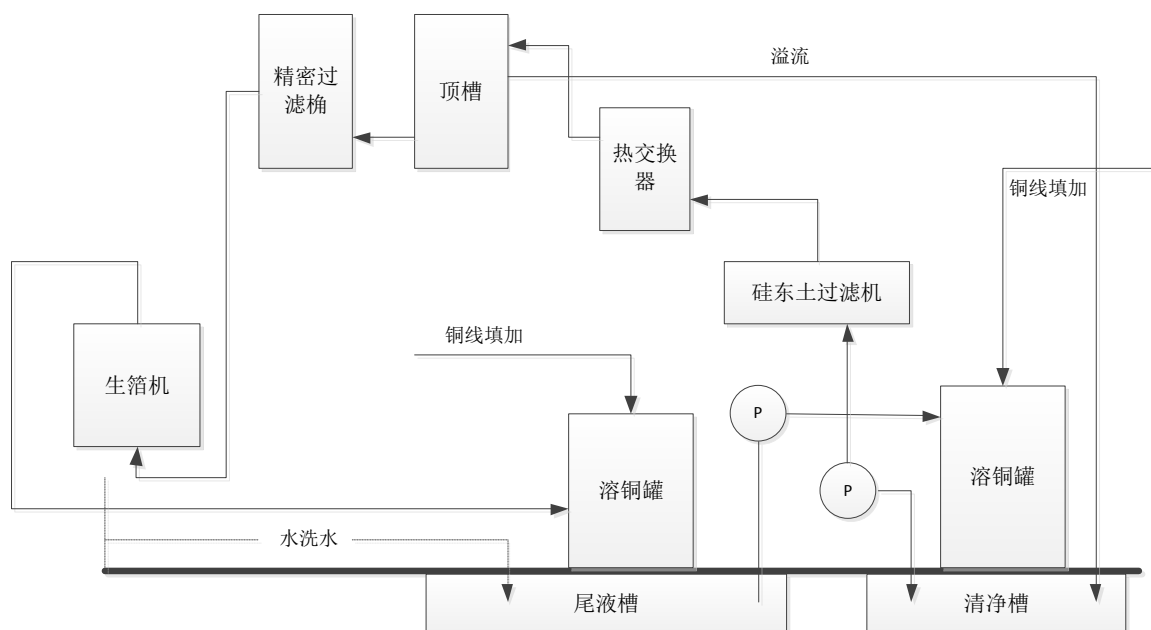 精密过
滤桷
顶槽
溢流
热交换
器
铜线填加
硅东土过滤机
铜线填加
生箔机
P
溶铜罐
P
溶铜罐
水洗水
尾液槽
清净槽